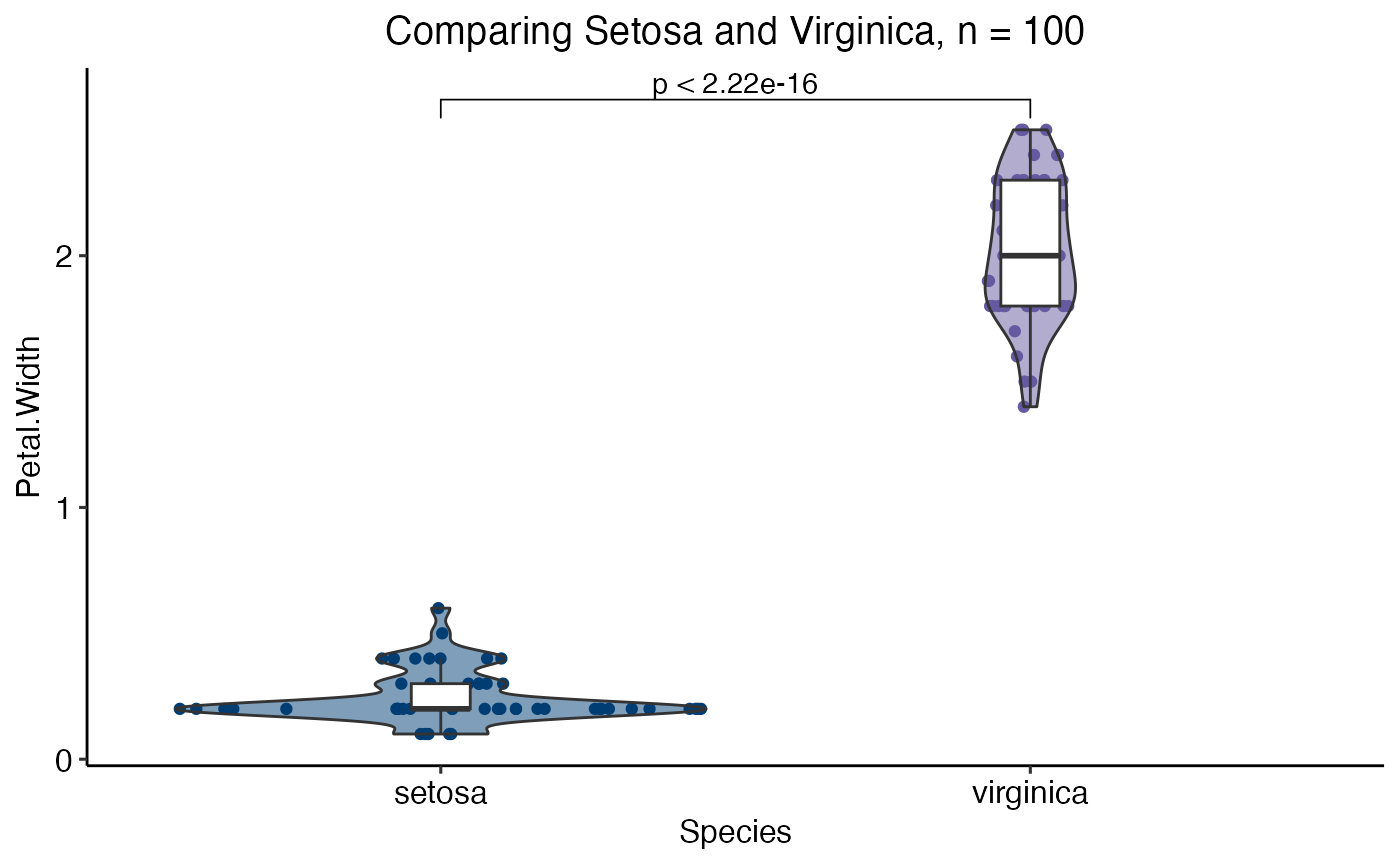 Comparing Setosa and Virginica, n = 100
p < 2.22e-16
2
1
0
Petal.Width
setosa
virginica
Species